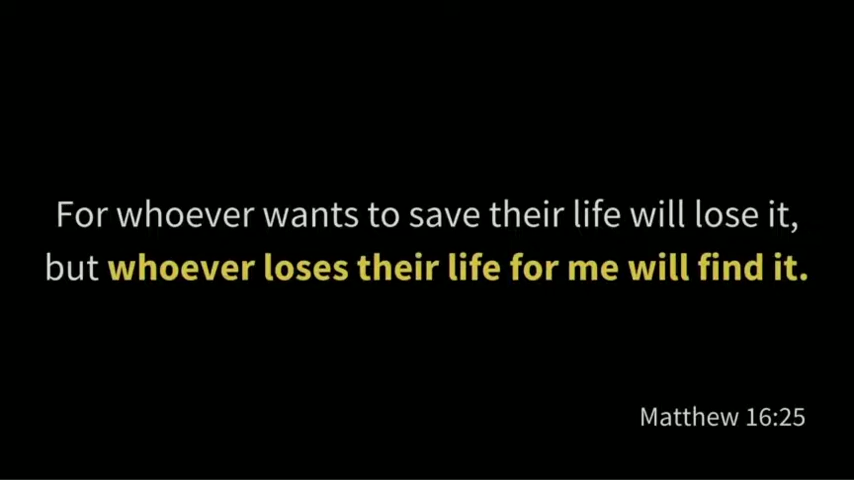 For whoever wants to save their life will lose it,
but whoever loses their life for me will find it.
Matthew 16:25